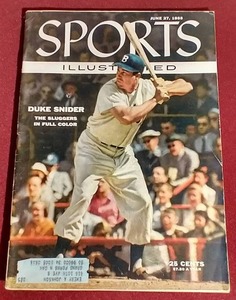 JUNE 27, 1955
SPORTS
ILLUSTRATED
DUKE SNIDER
THE SLUGGERS
IN FULL COLOR
B
25 CENTS
$7.50 A YEAR